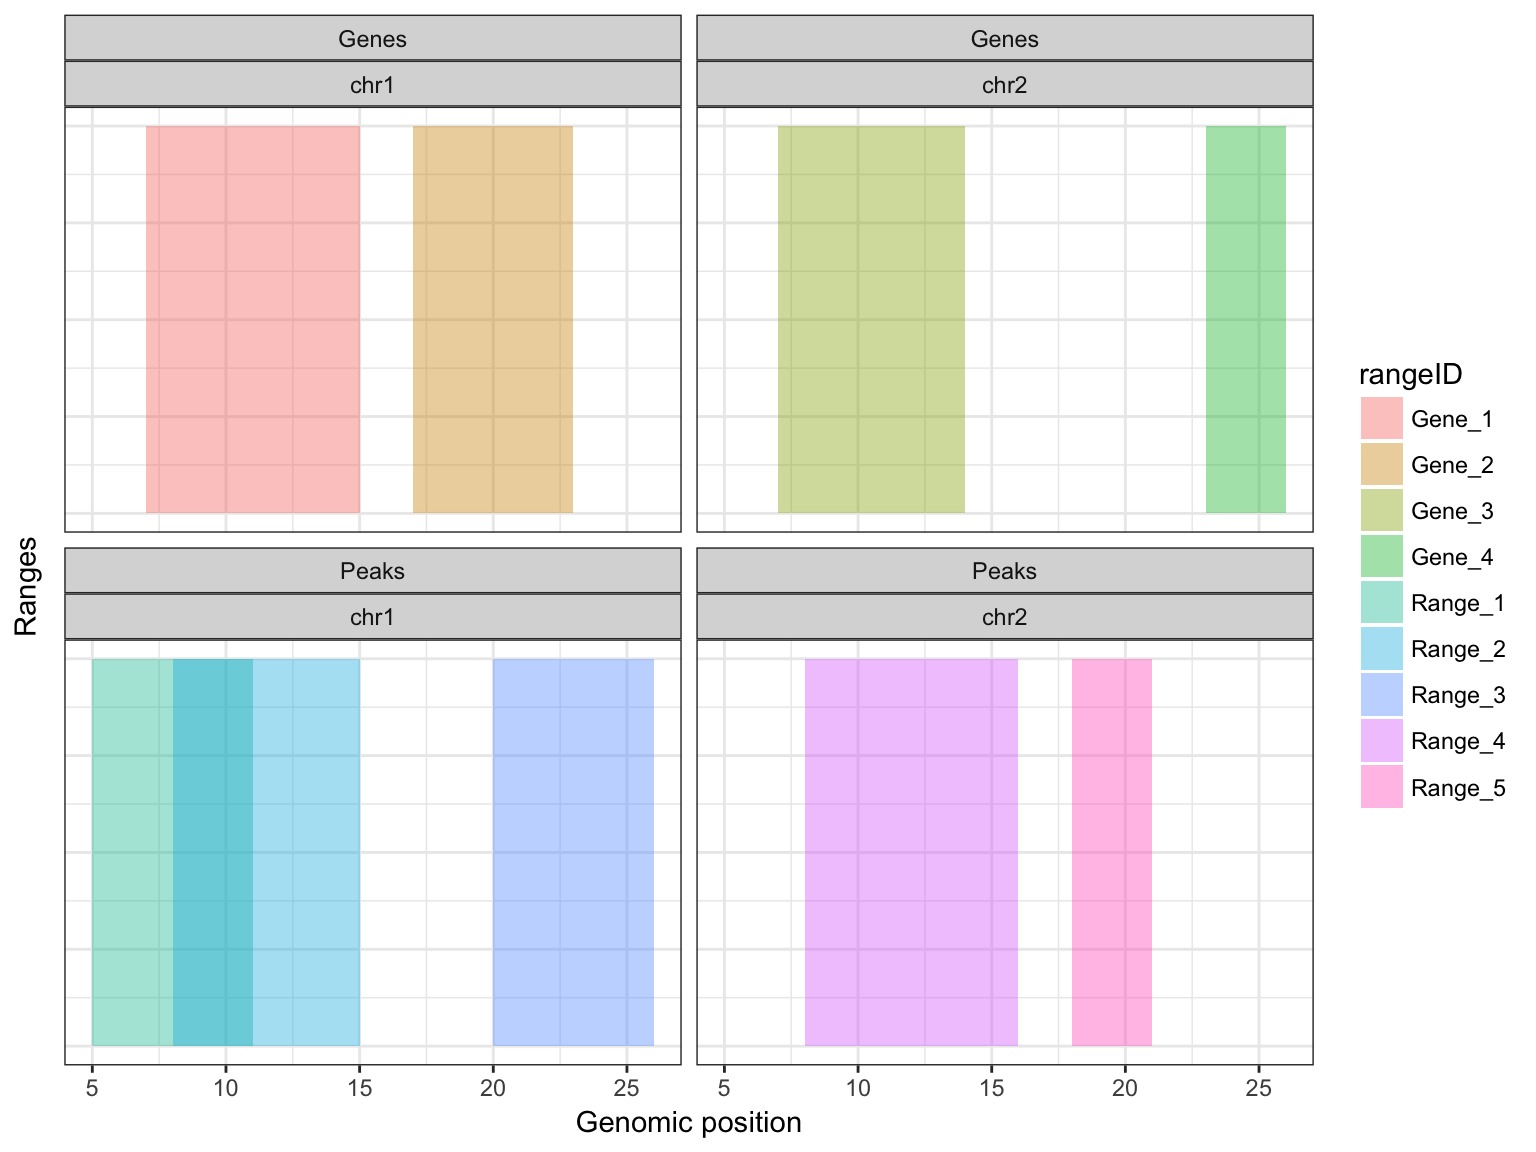 Genes
Genes
chr1
chr2
Ranges
Peaks
Peaks
chr1
chr2
5 10 15 20 25
5 10 15 20 25
Genomic position
rangeID
Gene_1
Gene_2
Gene_3
Gene_4
Range_1
Range_2
Range_3
Range_4
Range_5